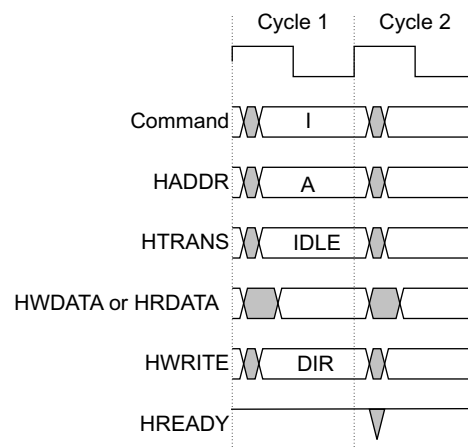 Cycle 1 Cycle 2
Command I
HADDR A
HTRANS IDLE
HWDATA or HRDATA
HWRITE DIR
HREADY